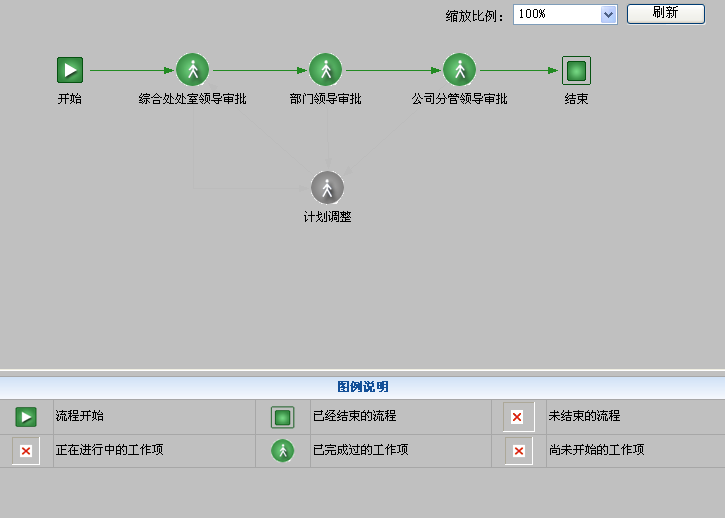 缩放比例： 100% 刷新
开始 综合处处室领导审批 部门领导审批 公司分管领导审批 结束
计划调整
图例说明
流程开始 已经结束的流程 未结束的流程
正在进行中的工作项 已完成过的工作项 尚未开始的工作项